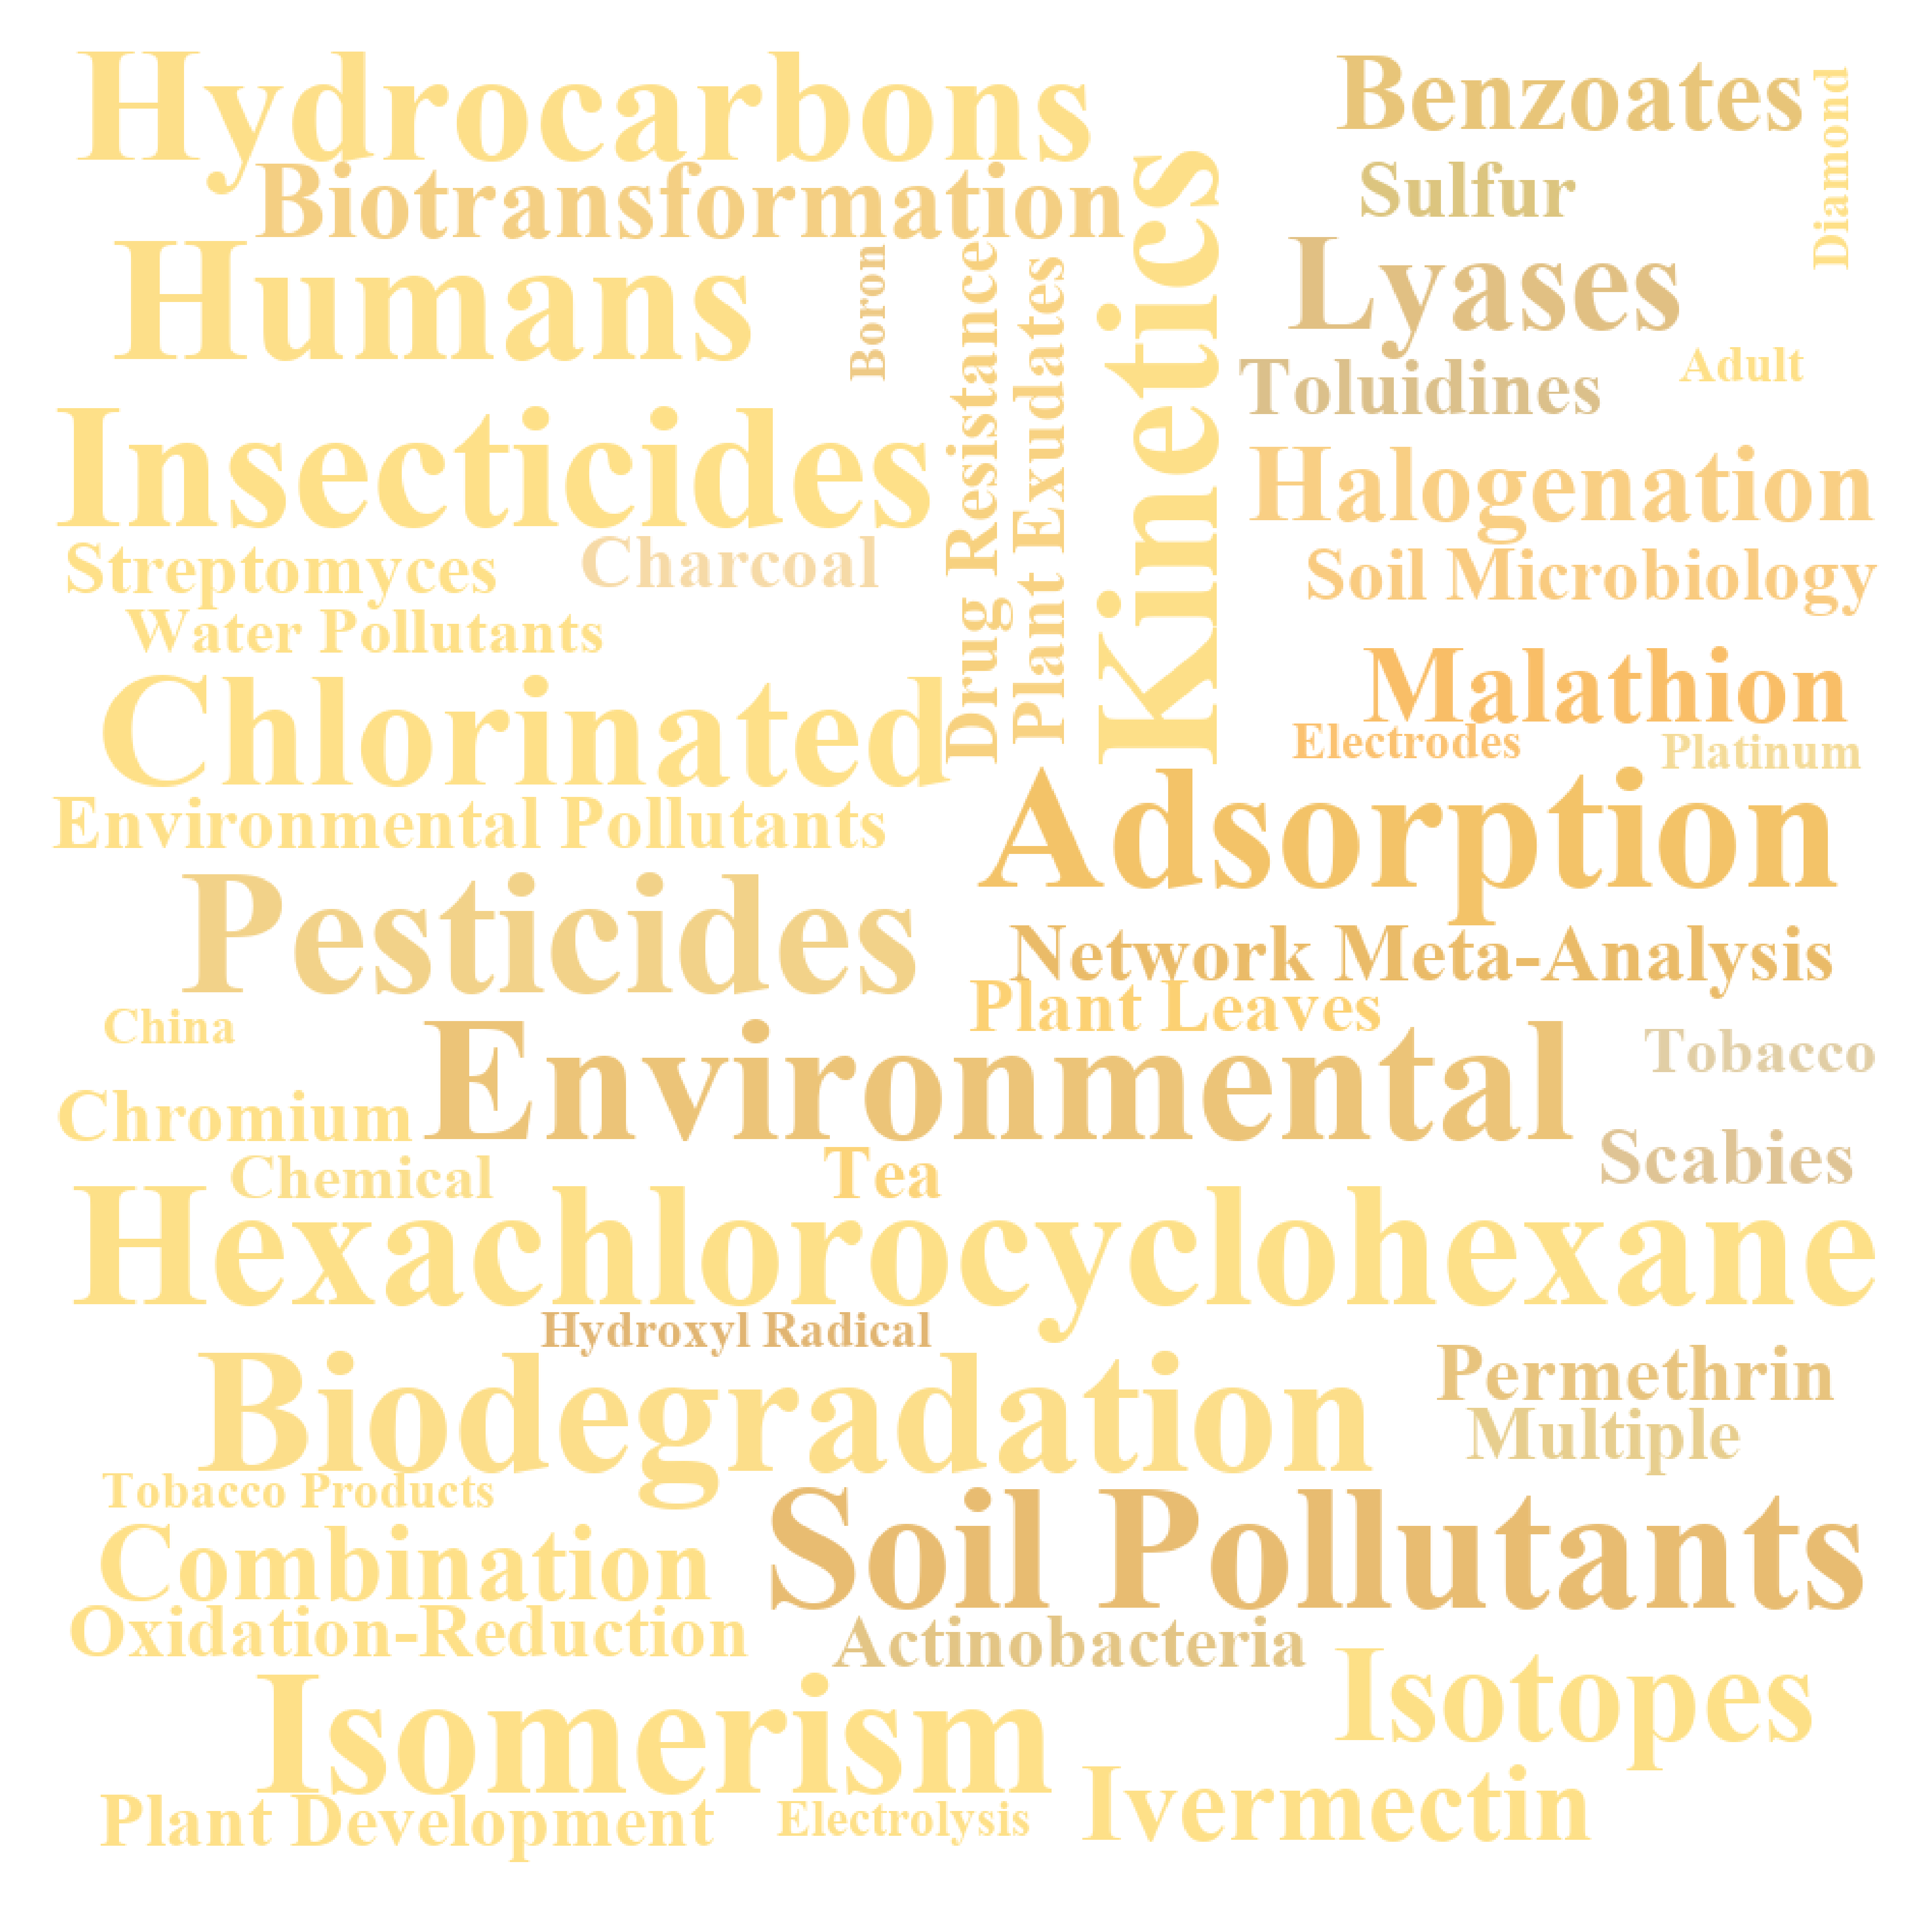 Hydrocarbons
Benzoates
Diamond
Biotransformation
Sulfur
Humans
Boron
Drug Resistance
Plant Exudates
Kinetics
Lyases
Toluidines
Adult
Insecticides
Halogenation
Streptomyces
Charcoal
Soil Microbiology
Water Pollutants
Chlorinated
Malathion
Electrodes
Platinum
Environmental Pollutants
Adsorption
Pesticides
Network Meta-Analysis
Plant Leaves
China
Environmental
Tobacco
Chromium
Chemical
Tea
Scabies
Hexachlorocyclohexane
Hydroxyl Radical
Biodegradation
Permethrin
Multiple
Tobacco Products
Soil Pollutants
Combination
Oxidation-Reduction
Actinobacteria
Isotopes
Isomerism
Ivermectin
Plant Development
Electrolysis